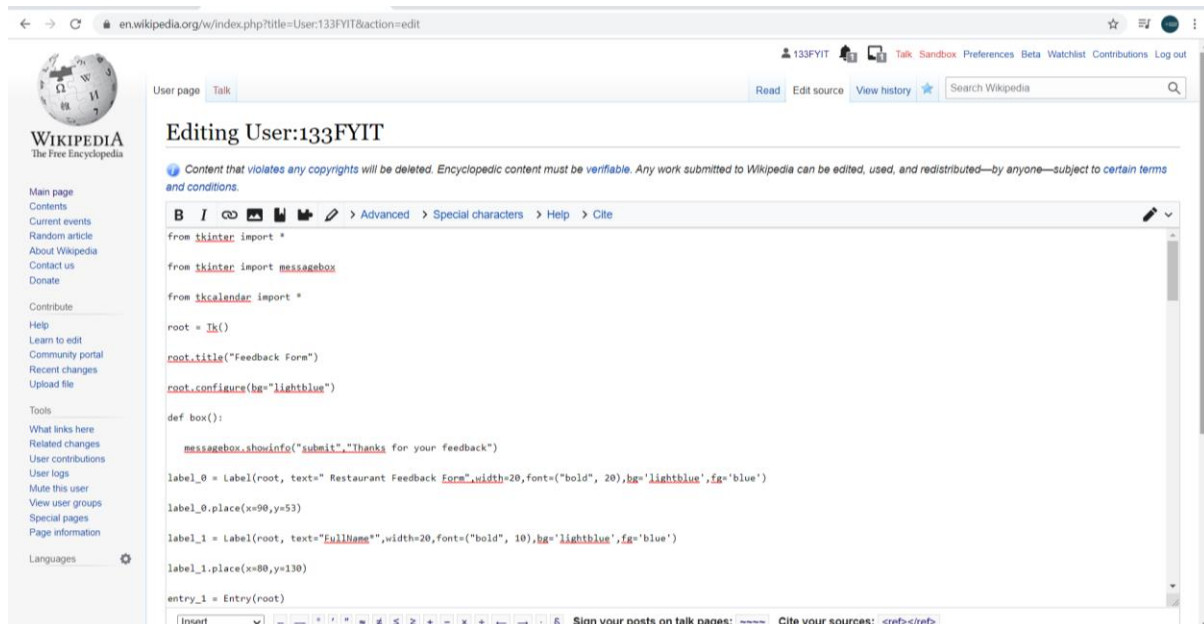 en.wikipedia.org/w/index.php?title=User:133FYIT&action=edit
133FYIT Talk Sandbox Preferences Beta Watchlist Contributions Log out
User page Talk Read Edit source View history Search Wikipedia
WIKIPEDIA
The Free Encyclopedia
Main page
Contents
Current events
Random article
About Wikipedia
Contact us
Donate
Contribute
Help
Learn to edit
Community portal
Recent changes
Upload file
Tools
What links here
Related changes
User contributions
User logs
Mute this user
View user groups
Special pages
Page information
Languages
Editing User:133FYIT
Content that violates any copyrights will be deleted. Encyclopedic content must be verifiable. Any work submitted to Wikipedia can be edited, used, and redistributed—by anyone—subject to certain terms
and conditions.
B I > Advanced > Special characters > Help > Cite
from tkinter import *
from tkinter import messagebox
from tkcalendar import *
root = Tk()
root.title("Feedback Form")
root.configure(bg="lightblue")
def box():
messagebox.showinfo("submit","Thanks for your feedback")
label_0 = Label(root, text=" Restaurant Feedback Form",width=20,font=("bold", 20),bg='lightblue',fg='blue')
label_0.place(x=90,y=53)
label_1 = Label(root, text="FullName*",width=20,font=("bold", 10),bg='lightblue',fg='blue')
label_1.place(x=80,y=130)
entry_1 = Entry(root)
Insert – — ° ′ ″ ≈ ≠ ≤ ≥ ± − × ÷ ← → · § Sign your posts on talk pages: ~~~~ Cite your sources: <ref></ref>